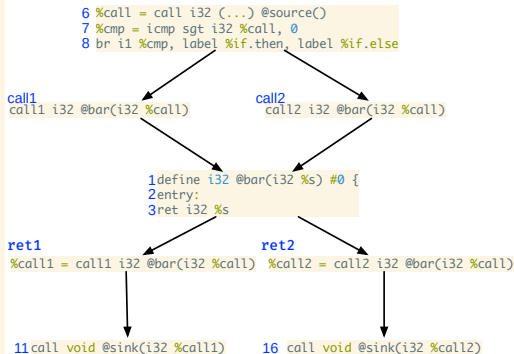 6 %call = call i32 (...) @source()
7 %cmp = icmp sgt i32 %call, 0
8 br i1 %cmp, label %if.then, label %if.else
call1 call2
call1 i32 @bar(i32 %call) call2 i32 @bar(i32 %call)
1 define i32 @bar(i32 %s) #0 {
2 entry:
3 ret i32 %s
ret1 ret2
%call1 = call1 i32 @bar(i32 %call) %call2 = call2 i32 @bar(i32 %call)
11 call void @sink(i32 %call1) 16 call void @sink(i32 %call2)